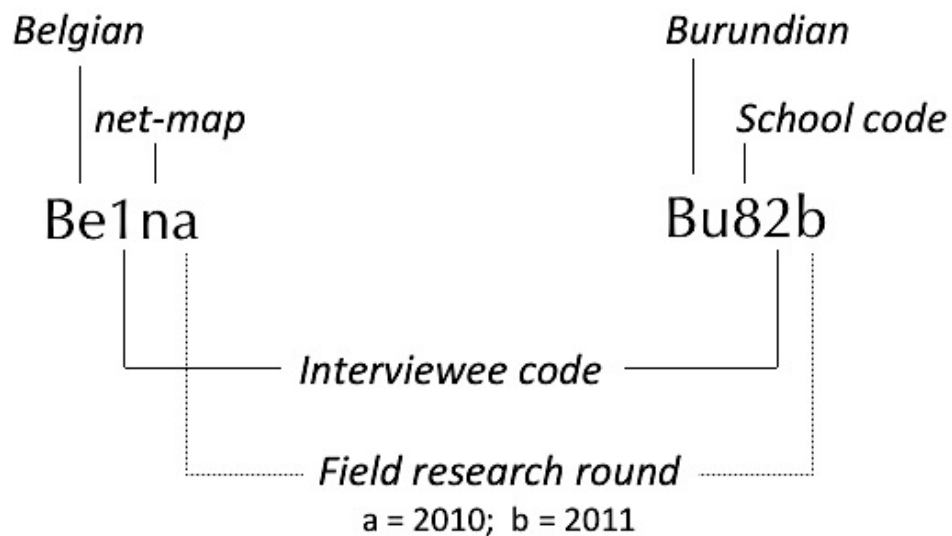 Belgian
Burundian
net-map
School code
Be1na
Bu82b
Interviewee code
Field research round
a = 2010; b = 2011